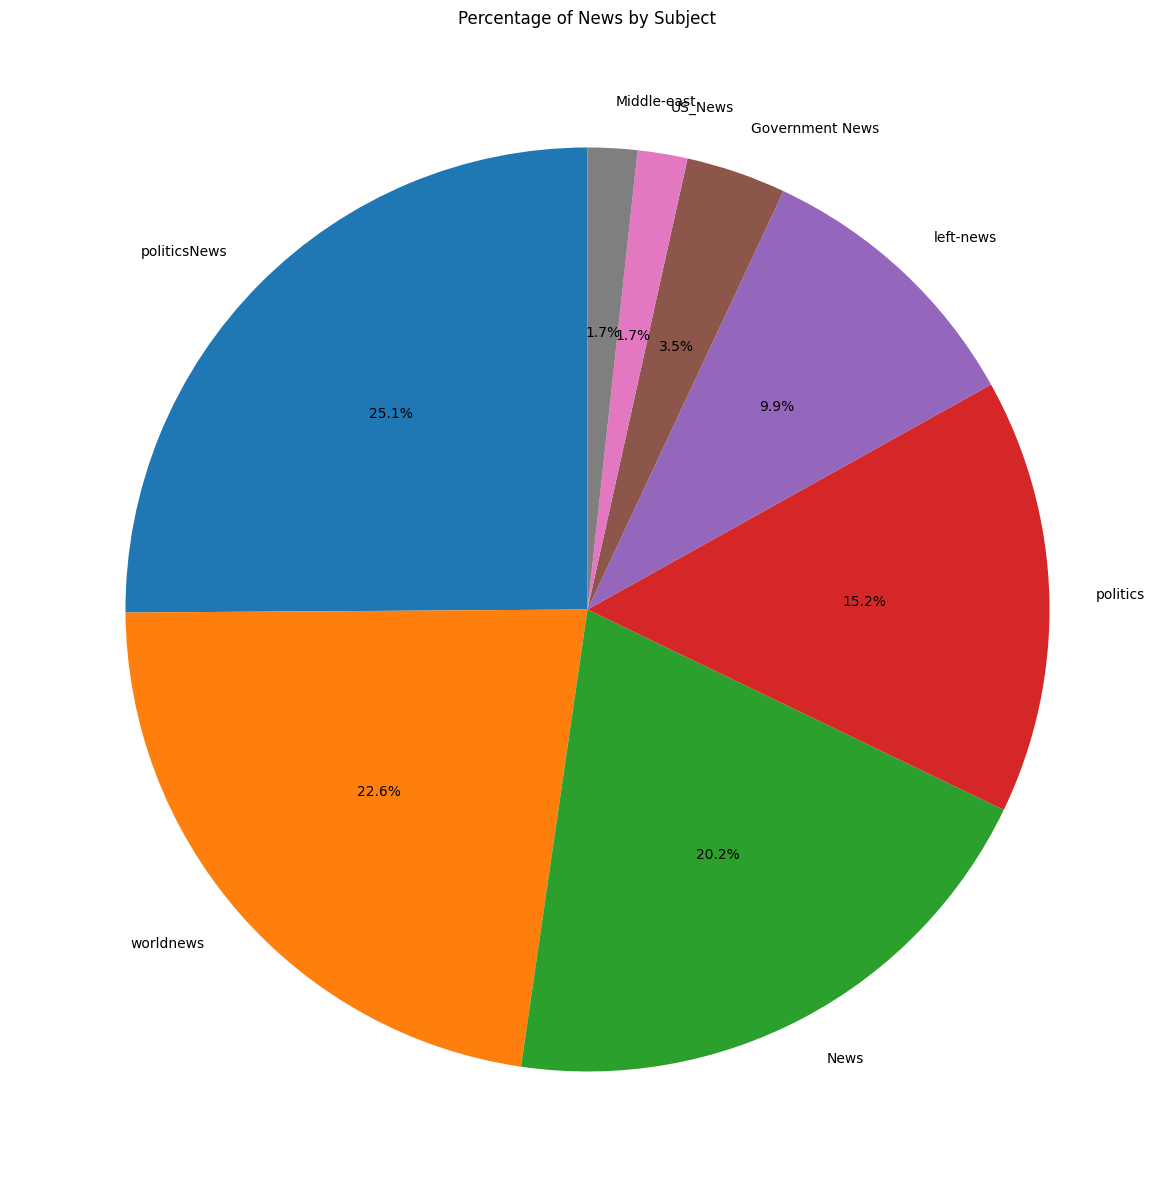 Percentage of News by Subject
Middle-east
US_News
Government News
left-news
politicsNews
1.7%
1.7%
3.5%
9.9%
25.1%
politics
15.2%
22.6%
20.2%
worldnews
News